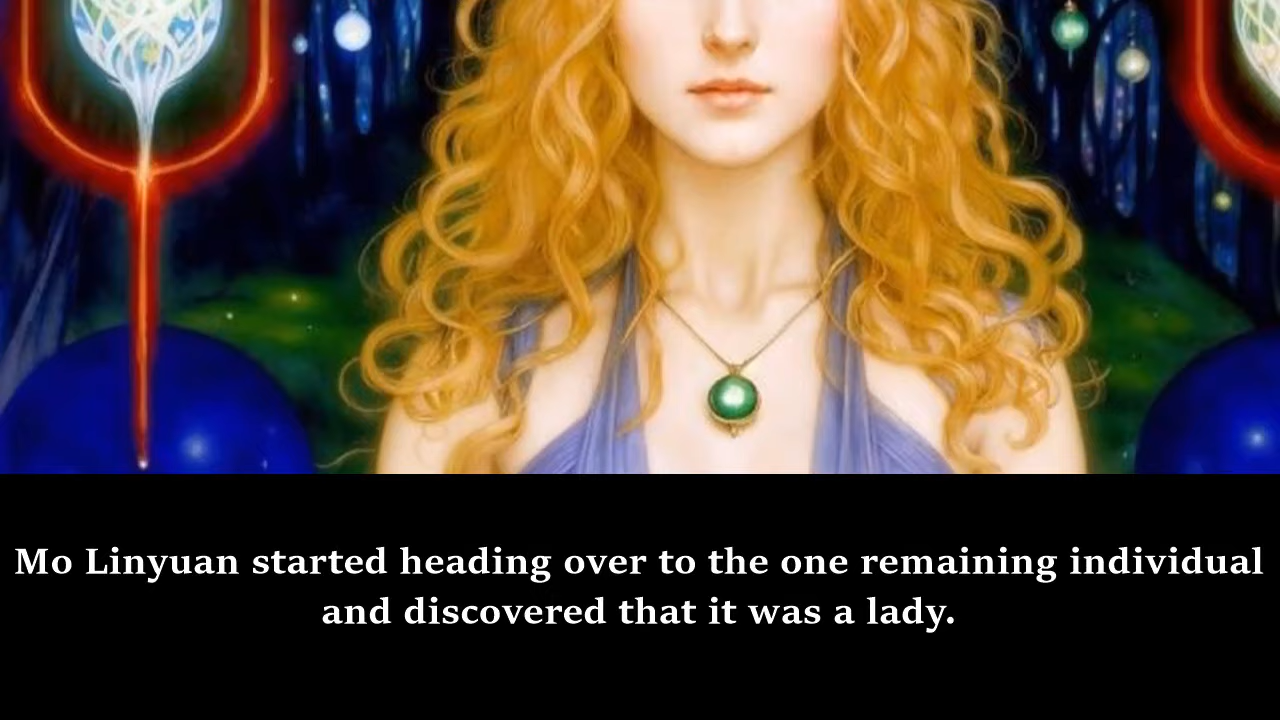 Mo Linyuan started heading over to the one remaining individual
and discovered that it was a lady.